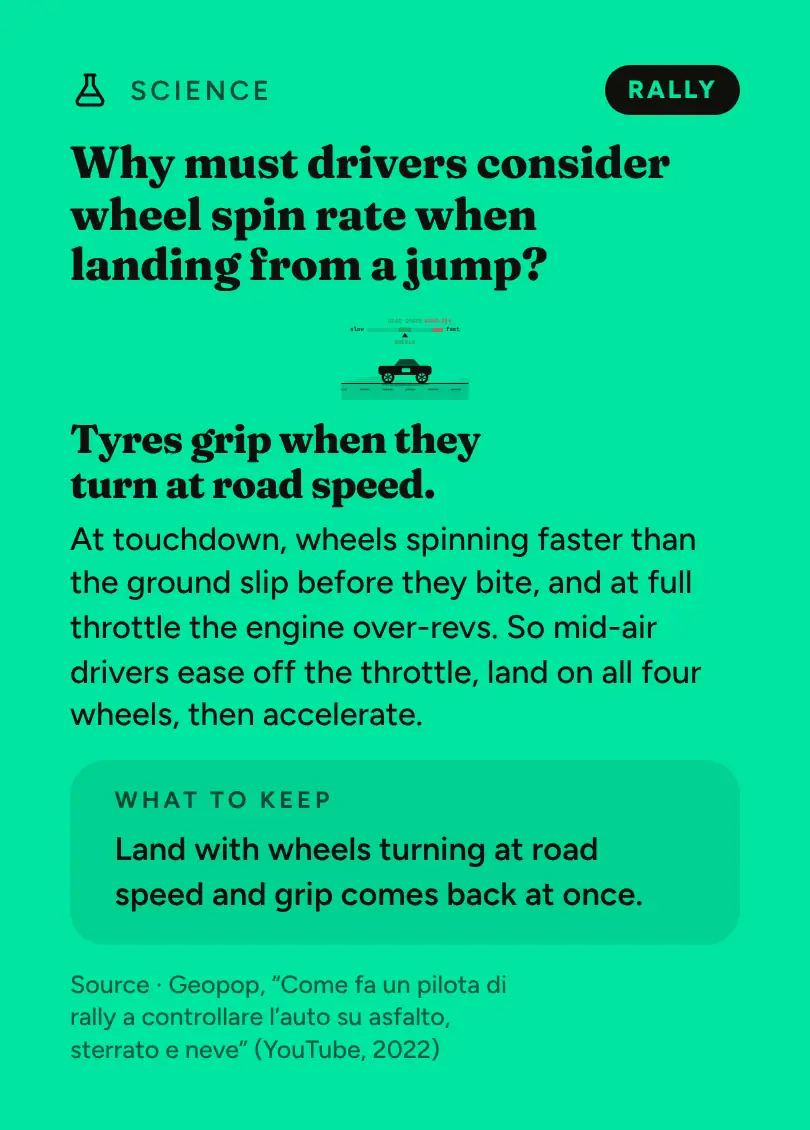 SCIENCE
RALLY
Why must drivers consider
wheel spin rate when
landing from a jump?
slow
fast
Tyres grip when they
turn at road speed.
At touchdown, wheels spinning faster than
the ground slip before they bite, and at full
throttle the engine over-revs. So mid-air
drivers ease off the throttle, land on all four
wheels, then accelerate.
WHAT TO KEEP
Land with wheels turning at road
speed and grip comes back at once.
Source · Geopop, “Come fa un pilota di
rally a controllare l’auto su asfalto,
sterrato e neve” (YouTube, 2022)